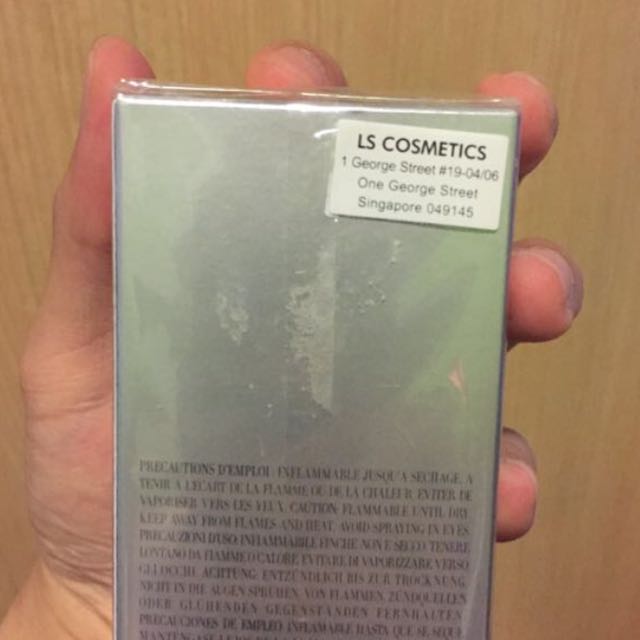 LS COSMETICS
1 George Street #19-04/06
One George Street
Singapore 049145
PRECAUTIONS D'EMPLOI : INFLAMMABLE JUSQU'A SECHAGE, A
TENIR A L'ECART DE LA FLAMME OU DE LA CHALEUR. EVITER DE
VAPORISER VERS LES YEUX. CAUTION: FLAMMABLE UNTIL DRY.
KEEP AWAY FROM FLAMES AND HEAT. AVOID SPRAYING IN EYES.
PRECAUZIONI D'USO: INFIAMMABILE FINCHE NON E SECCO. TENERE
LONTANO DA FIAMME O CALORE. EVITARE DI VAPORIZZARE VERSO
GLI OCCHI. ACHTUNG: ENTZÜNDLICH BIS ZUR TROCKNUNG.
NICHT IN DIE AUGEN SPRÜHEN. VON FLAMMEN, ZÜNDQUELLEN
ODER GLÜHENDEN GEGENSTÄNDEN FERNHALTEN.
PRECAUCIONES DE EMPLEO: INFLAMABLE HASTA QUE SE SEQUE.